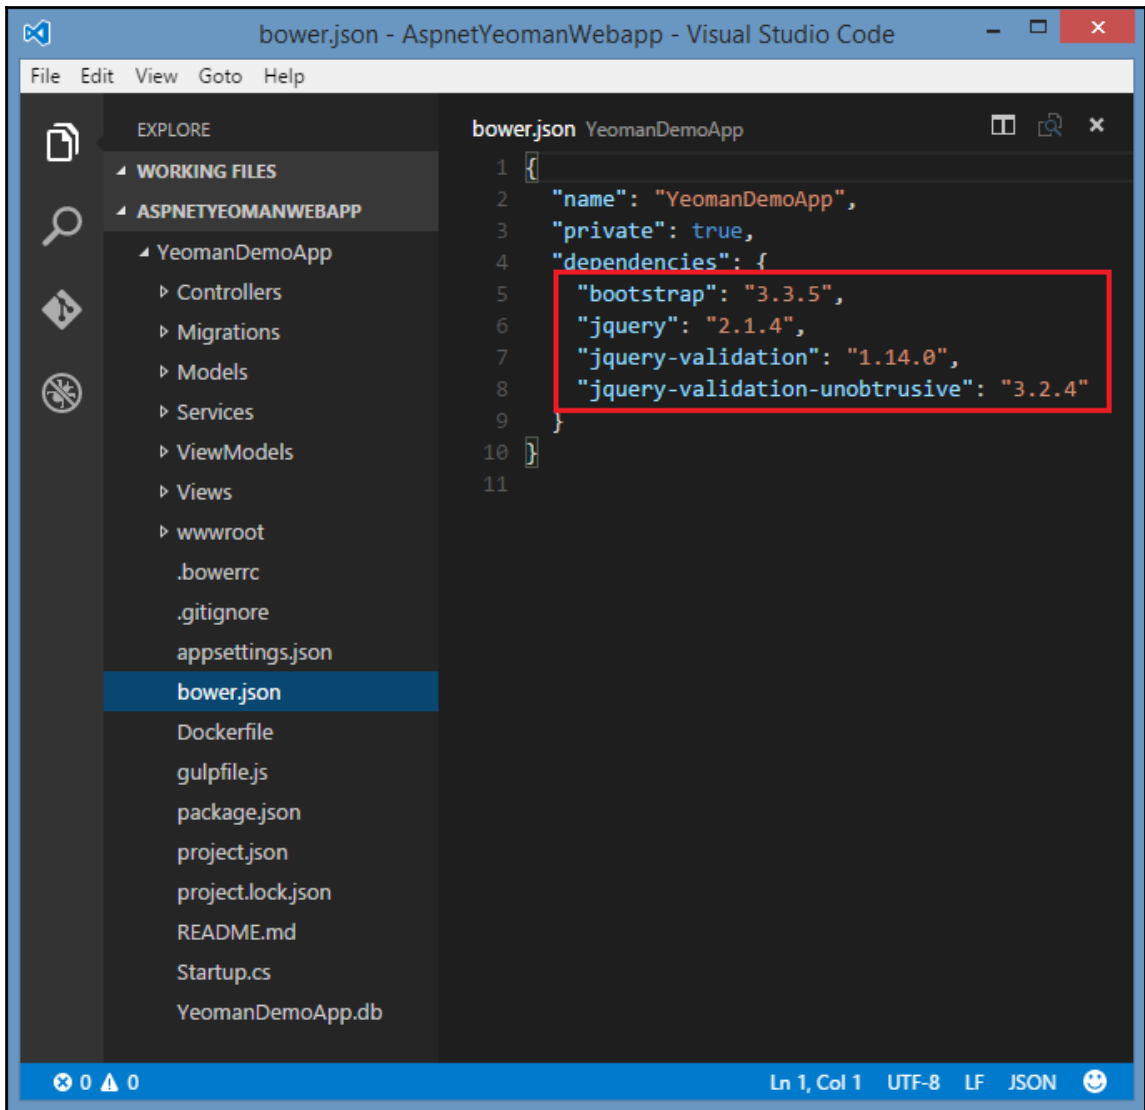 bower.json - AspnetYeomanWebapp - Visual Studio Code
File Edit View Goto Help
EXPLORE
WORKING FILES
ASPNETYEOMANWEBAPP
YeomanDemoApp
Controllers
Migrations
Models
Services
ViewModels
Views
wwwroot
.bowerrc
.gitignore
appsettings.json
bower.json
Dockerfile
gulpfile.js
package.json
project.json
project.lock.json
README.md
Startup.cs
YeomanDemoApp.db
bower.json YeomanDemoApp
1 {
2 "name": "YeomanDemoApp",
3 "private": true,
4 "dependencies": {
5 "bootstrap": "3.3.5",
6 "jquery": "2.1.4",
7 "jquery-validation": "1.14.0",
8 "jquery-validation-unobtrusive": "3.2.4"
9 }
10 }
11
0 0 Ln 1, Col 1 UTF-8 LF JSON